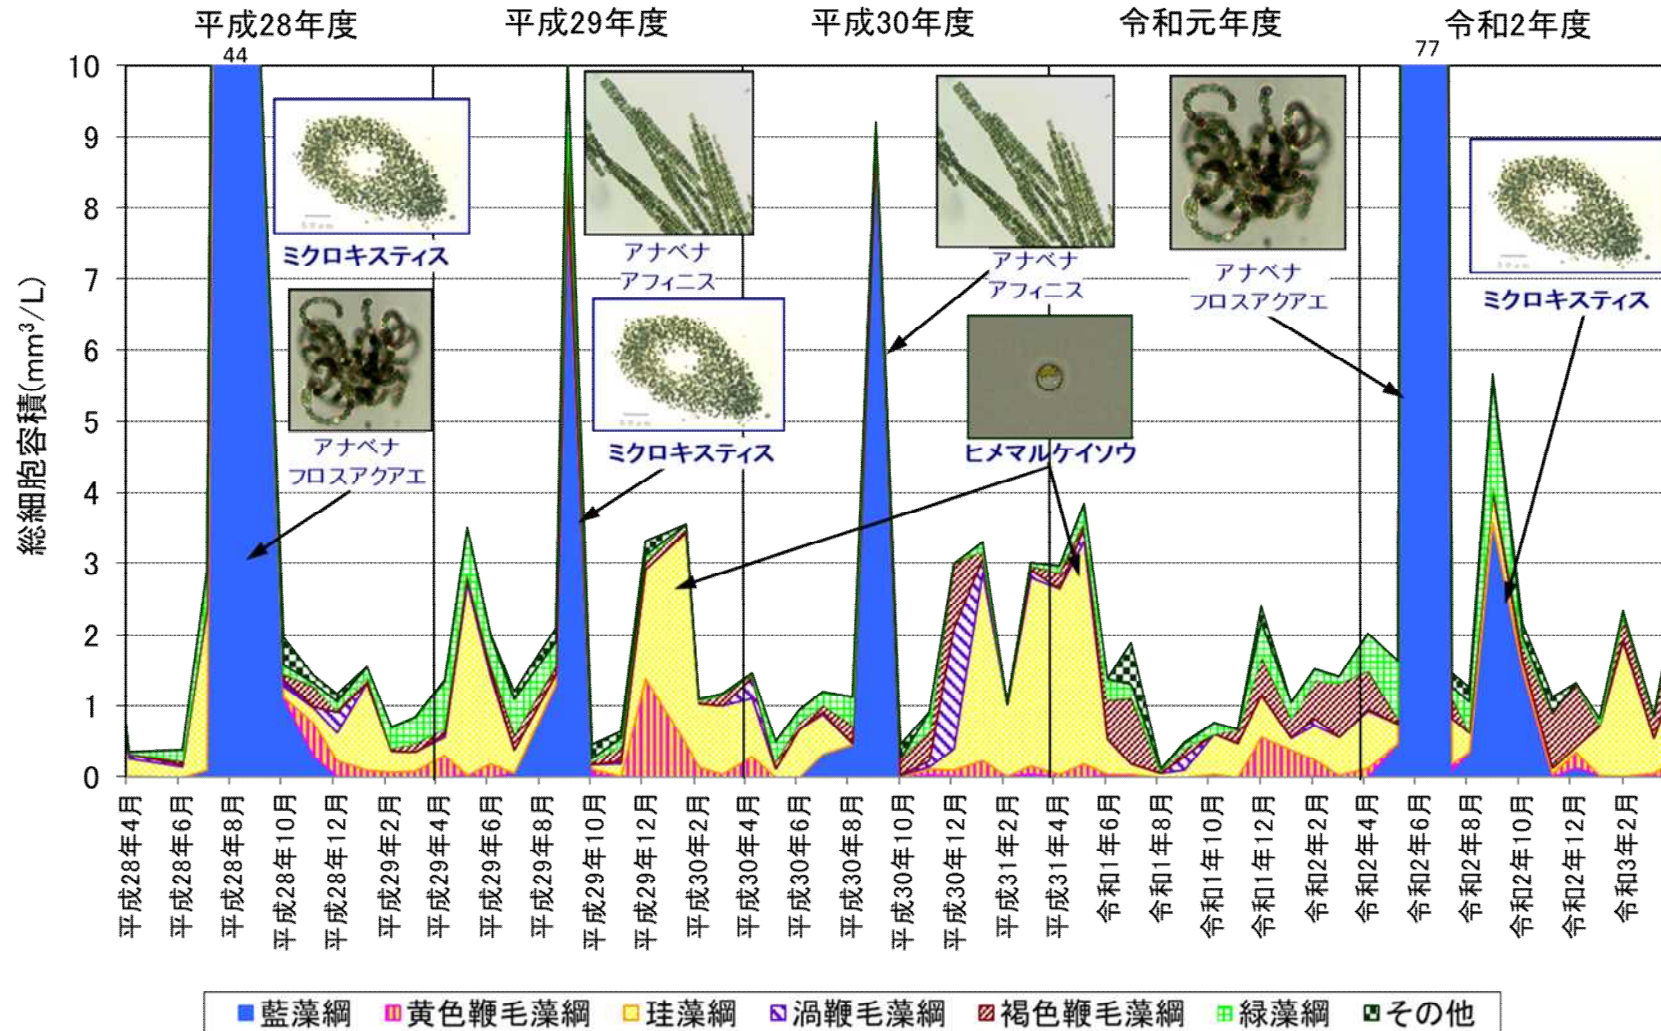 平成28年度
平成29年度
平成30年度
令和元年度
令和2年度
44
77
総細胞容積(mm³/L)
10
9
8
7
6
5
4
3
2
1
0
ミクロキスティス
アナベナ
フロスアクアエ
アナベナ
アフィニス
ミクロキスティス
アナベナ
アフィニス
ヒメマルケイソウ
アナベナ
フロスアクアエ
ミクロキスティス
平成28年4月
平成28年6月
平成28年8月
平成28年10月
平成28年12月
平成29年2月
平成29年4月
平成29年6月
平成29年8月
平成29年10月
平成29年12月
平成30年2月
平成30年4月
平成30年6月
平成30年8月
平成30年10月
平成30年12月
平成31年2月
平成31年4月
令和1年6月
令和1年8月
令和1年10月
令和1年12月
令和2年2月
令和2年4月
令和2年6月
令和2年8月
令和2年10月
令和2年12月
令和3年2月
藍藻綱
黄色鞭毛藻綱
珪藻綱
渦鞭毛藻綱
褐色鞭毛藻綱
緑藻綱
その他